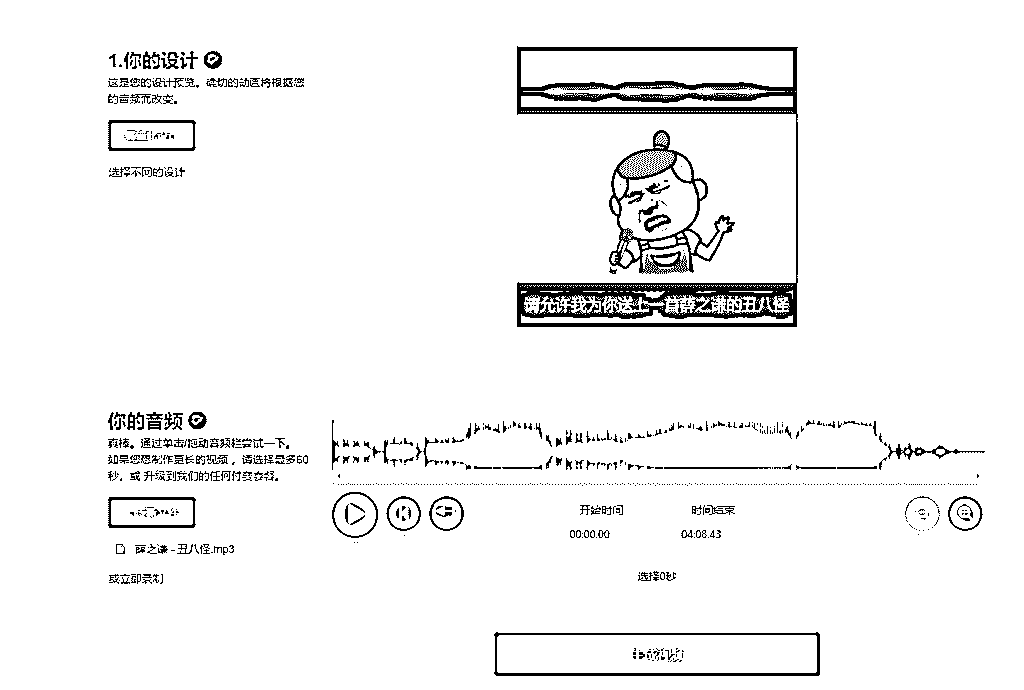 1.你的设计
这是您的设计预览。确切的动画将根据您
的音频而改变。
选择不同的设计
请允许我为你送上一首薛之谦的丑八怪
你的音频
真棒。通过单击/拖动音频栏尝试一下。
如果您想制作更长的视频，请选择最多60
秒。或 升级到我们的任何付费套餐。
开始时间
时间结束
00:00.00
04:08.43
薛之谦 - 丑八怪.mp3
选择0秒
或立即录制